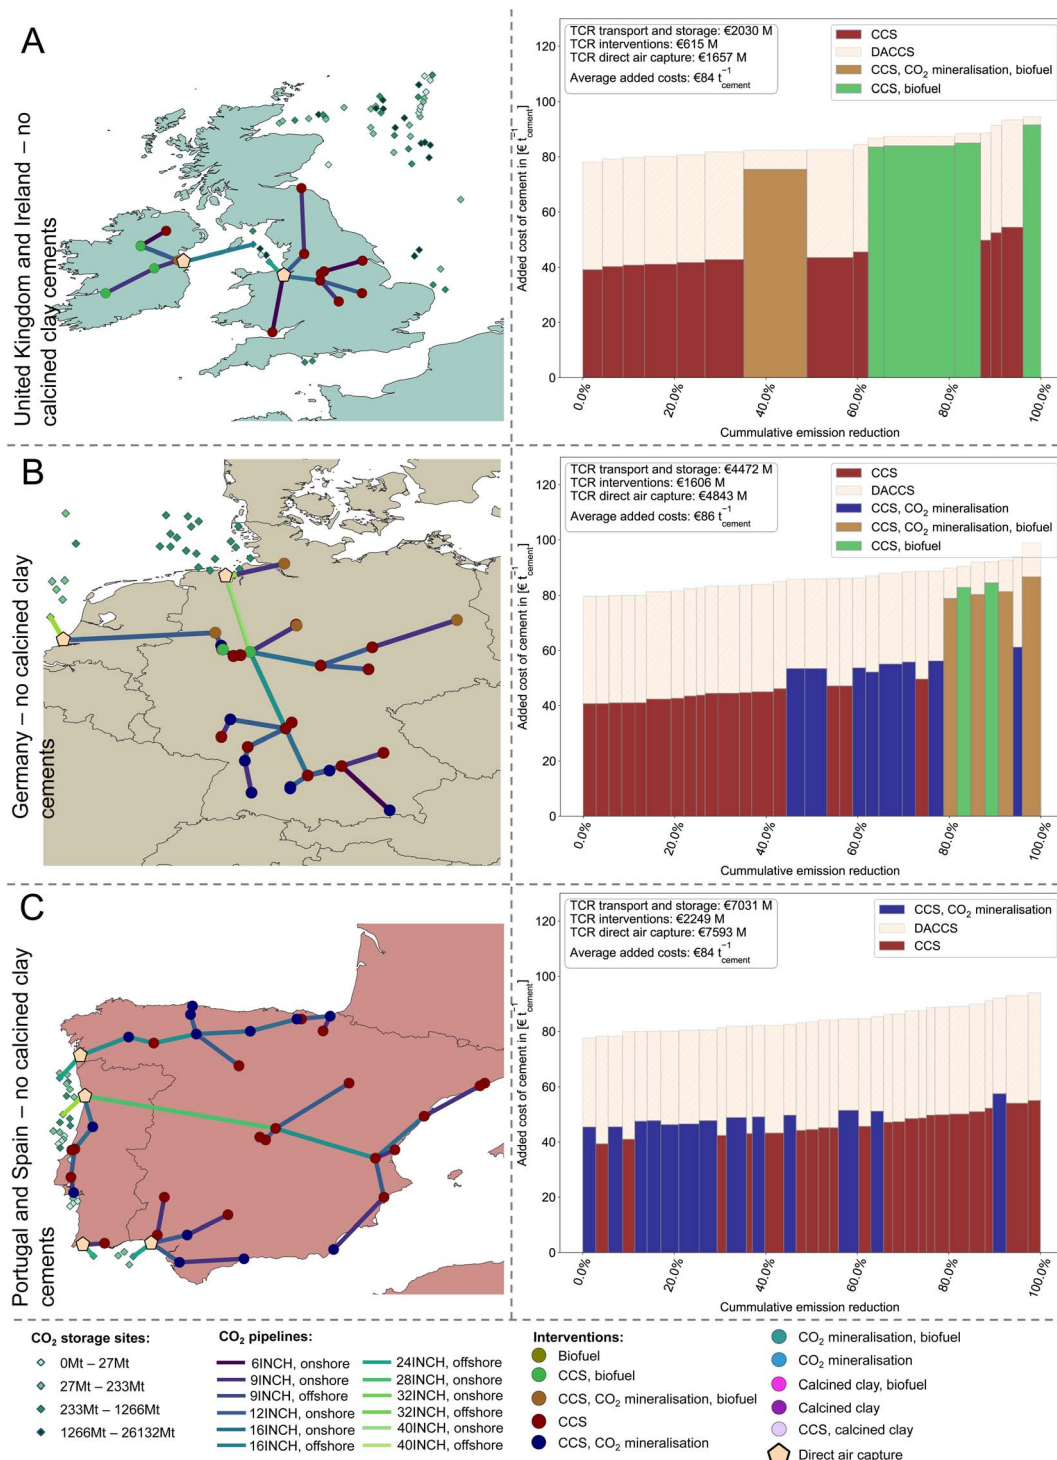 A
United Kingdom and Ireland – no
calcined clay cements
TCR transport and storage: €2030 M
TCR interventions: €615 M
TCR direct air capture: €1657 M
Average added costs: €84 t⁻¹cement
CCS
DACCS
CCS, CO₂ mineralisation, biofuel
CCS, biofuel
Added cost of cement in [€ t⁻¹cement]
120
100
80
60
40
20
0
0.0%
20.0%
40.0%
60.0%
80.0%
100.0%
Cummulative emission reduction
B
Germany – no calcined clay
cements
TCR transport and storage: €4472 M
TCR interventions: €1606 M
TCR direct air capture: €4843 M
Average added costs: €86 t⁻¹cement
CCS
DACCS
CCS, CO₂ mineralisation
CCS, CO₂ mineralisation, biofuel
CCS, biofuel
Added cost of cement in [€ t⁻¹cement]
120
100
80
60
40
20
0
0.0%
20.0%
40.0%
60.0%
80.0%
100.0%
Cummulative emission reduction
C
Portugal and Spain – no calcined clay
cements
TCR transport and storage: €7031 M
TCR interventions: €2249 M
TCR direct air capture: €7593 M
Average added costs: €84 t⁻¹cement
CCS, CO₂ mineralisation
DACCS
CCS
Added cost of cement in [€ t⁻¹cement]
120
100
80
60
40
20
0
0.0%
20.0%
40.0%
60.0%
80.0%
100.0%
Cummulative emission reduction
CO₂ storage sites:
0Mt – 27Mt
27Mt – 233Mt
233Mt – 1266Mt
1266Mt – 26132Mt
CO₂ pipelines:
6INCH, onshore
9INCH, onshore
9INCH, offshore
12INCH, onshore
16INCH, onshore
16INCH, offshore
24INCH, offshore
28INCH, onshore
32INCH, onshore
32INCH, offshore
40INCH, onshore
40INCH, offshore
Interventions:
Biofuel
CCS, biofuel
CCS, CO₂ mineralisation, biofuel
CCS
CCS, CO₂ mineralisation
CO₂ mineralisation, biofuel
CO₂ mineralisation
Calcined clay, biofuel
Calcined clay
CCS, calcined clay
Direct air capture